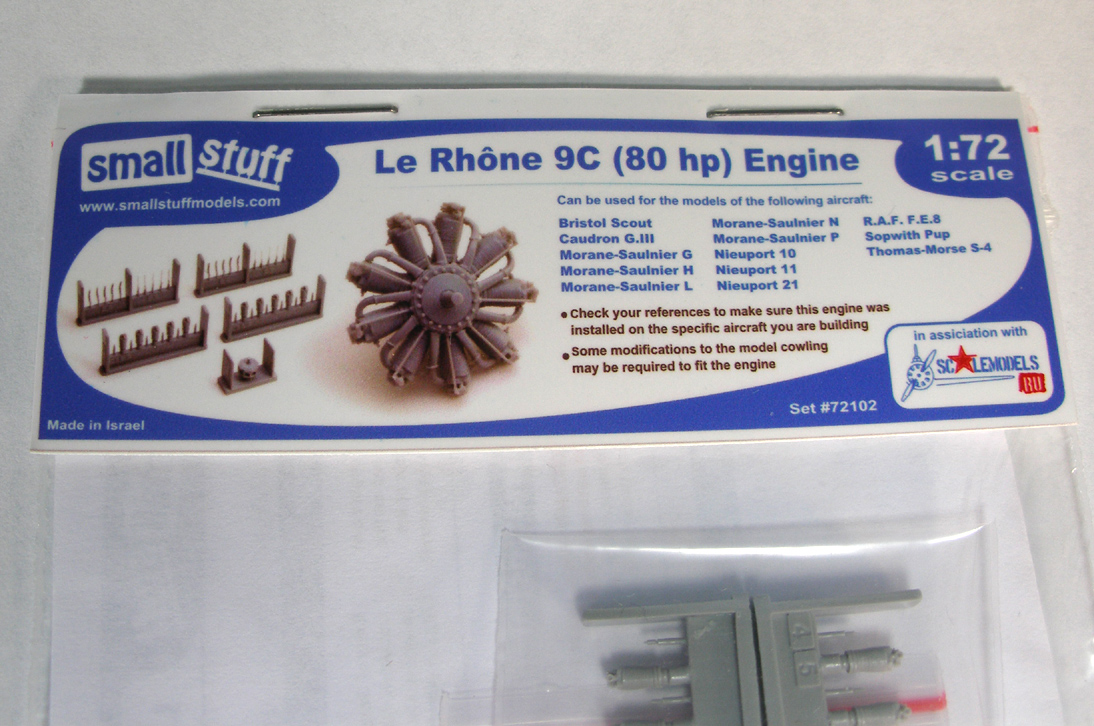 small stuff
www.smallstuffmodels.com
Le Rhône 9C (80 hp) Engine
1:72
scale
Can be used for the models of the following aircraft:
Bristol Scout
Caudron G.III
Morane-Saulnier G
Morane-Saulnier H
Morane-Saulnier L
Morane-Saulnier N
Morane-Saulnier P
Nieuport 10
Nieuport 11
Nieuport 21
R.A.F. F.E.8
Sopwith Pup
Thomas-Morse S-4
• Check your references to make sure this engine was
installed on the specific aircraft you are building
• Some modifications to the model cowling
may be required to fit the engine
in assiciation with
SCALEMODELS
RU
Set #72102
Made in Israel
4
5